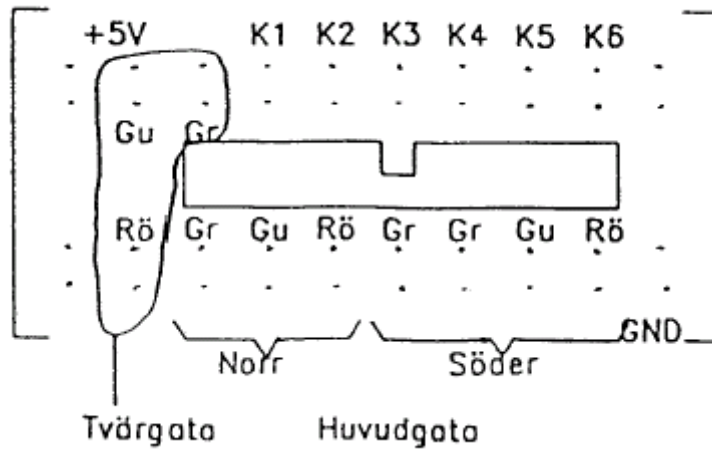 +5V K1 K2 K3 K4 K5 K6
Gu Gr
Rö Gr Gu Rö Gr Gr Gu Rö
GND
Norr Söder
Tvärgata Huvudgata